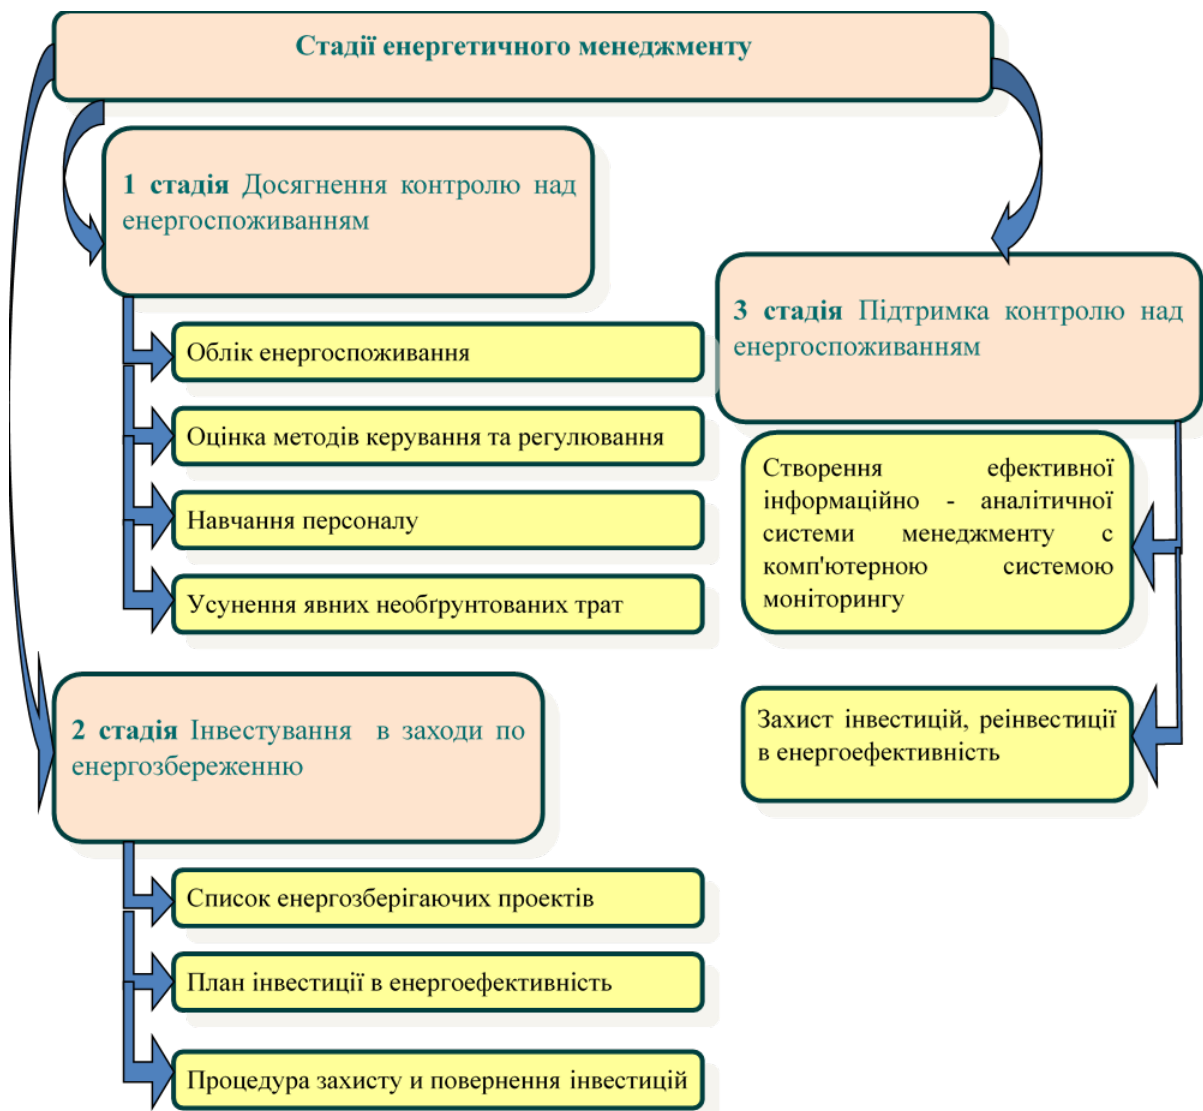 Стадії енергетичного менеджменту
1 стадія Досягнення контролю над
енергоспоживанням
Облік енергоспоживання
Оцінка методів керування та регулювання
Навчання персоналу
Усунення явних необґрунтованих трат
2 стадія Інвестування в заходи по
енергозбереженню
Список енергозберігаючих проектів
План інвестиції в енергоефективність
Процедура захисту и повернення інвестицій
3 стадія Підтримка контролю над
енергоспоживанням
Створення ефективної
інформаційно - аналітичної
системи менеджменту с
комп'ютерною системою
моніторингу
Захист інвестицій, реінвестиції
в енергоефективність